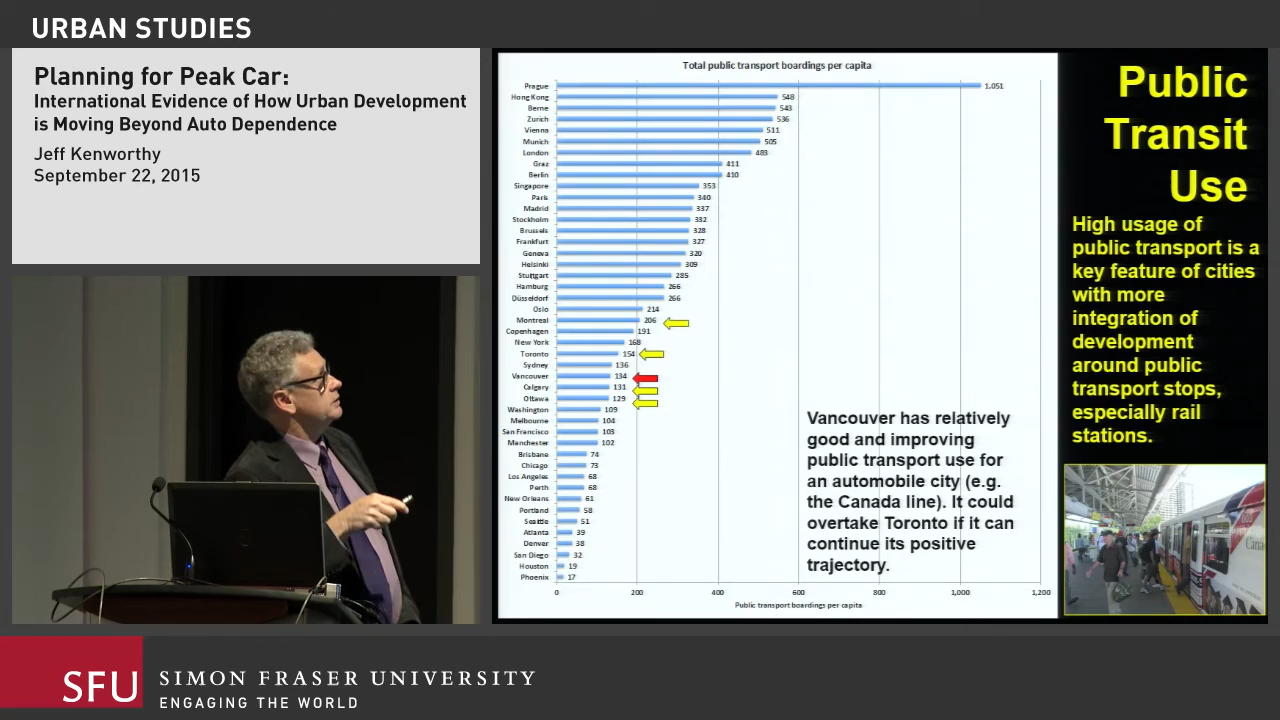 URBAN STUDIES
Planning for Peak Car:
International Evidence of How Urban Development
is Moving Beyond Auto Dependence
Jeff Kenworthy
September 22, 2015
Total public transport boardings per capita
Prague 1,051
Hong Kong 548
Berne 543
Zurich 536
Vienna 511
Munich 505
London 483
Graz 411
Berlin 410
Singapore 353
Paris 340
Madrid 337
Stockholm 332
Brussels 328
Frankfurt 327
Geneva 320
Helsinki 309
Stuttgart 285
Hamburg 266
Düsseldorf 266
Oslo 214
Montreal 206
Copenhagen 191
New York 168
Toronto 154
Sydney 136
Vancouver 134
Calgary 131
Ottawa 129
Washington 109
Melbourne 104
San Francisco 103
Manchester 102
Brisbane 74
Chicago 73
Los Angeles 68
Perth 68
New Orleans 61
Portland 58
Seattle 51
Atlanta 39
Denver 38
San Diego 32
Houston 19
Phoenix 17
0 200 400 600 800 1,000 1,200
Public transport boardings per capita
Vancouver has relatively
good and improving
public transport use for
an automobile city (e.g.
the Canada line). It could
overtake Toronto if it can
continue its positive
trajectory.
Public
Transit
Use
High usage of
public transport is a
key feature of cities
with more
integration of
development
around public
transport stops,
especially rail
stations.
SFU
SIMON FRASER UNIVERSITY
ENGAGING THE WORLD